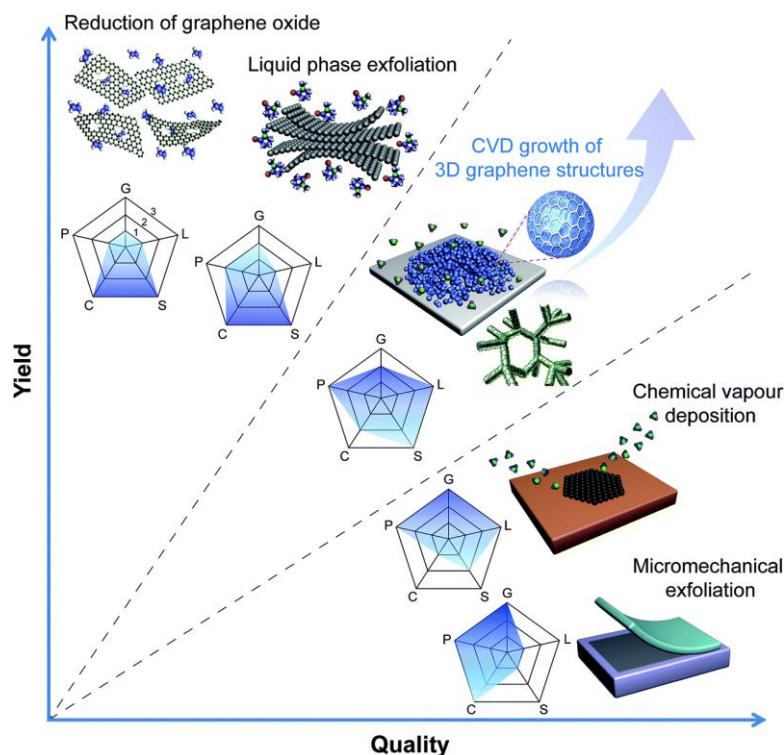 Reduction of graphene oxide
Liquid phase exfoliation
CVD growth of
3D graphene structures
G
3
2
1
P
L
C
S
G
P
L
C
S
G
P
L
C
S
Chemical vapour
deposition
G
P
L
C
S
Micromechanical
exfoliation
G
P
L
C
S
Yield
Quality